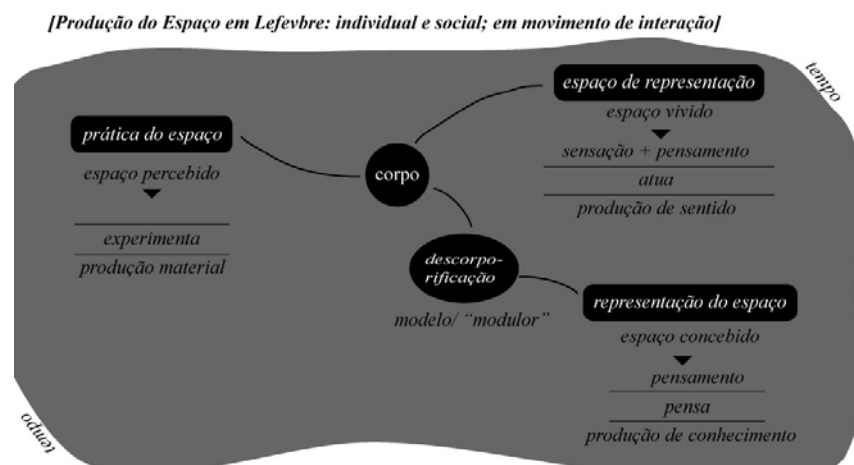 [Produção do Espaço em Lefevbre: individual e social; em movimento de interação]
tempo
prática do espaço
espaço percebido
experimenta
produção material
corpo
espaço de representação
espaço vivido
sensação + pensamento
atua
produção de sentido
descorpo-
rificação
modelo/ “modulor”
representação do espaço
espaço concebido
pensamento
pensa
produção de conhecimento
tempo